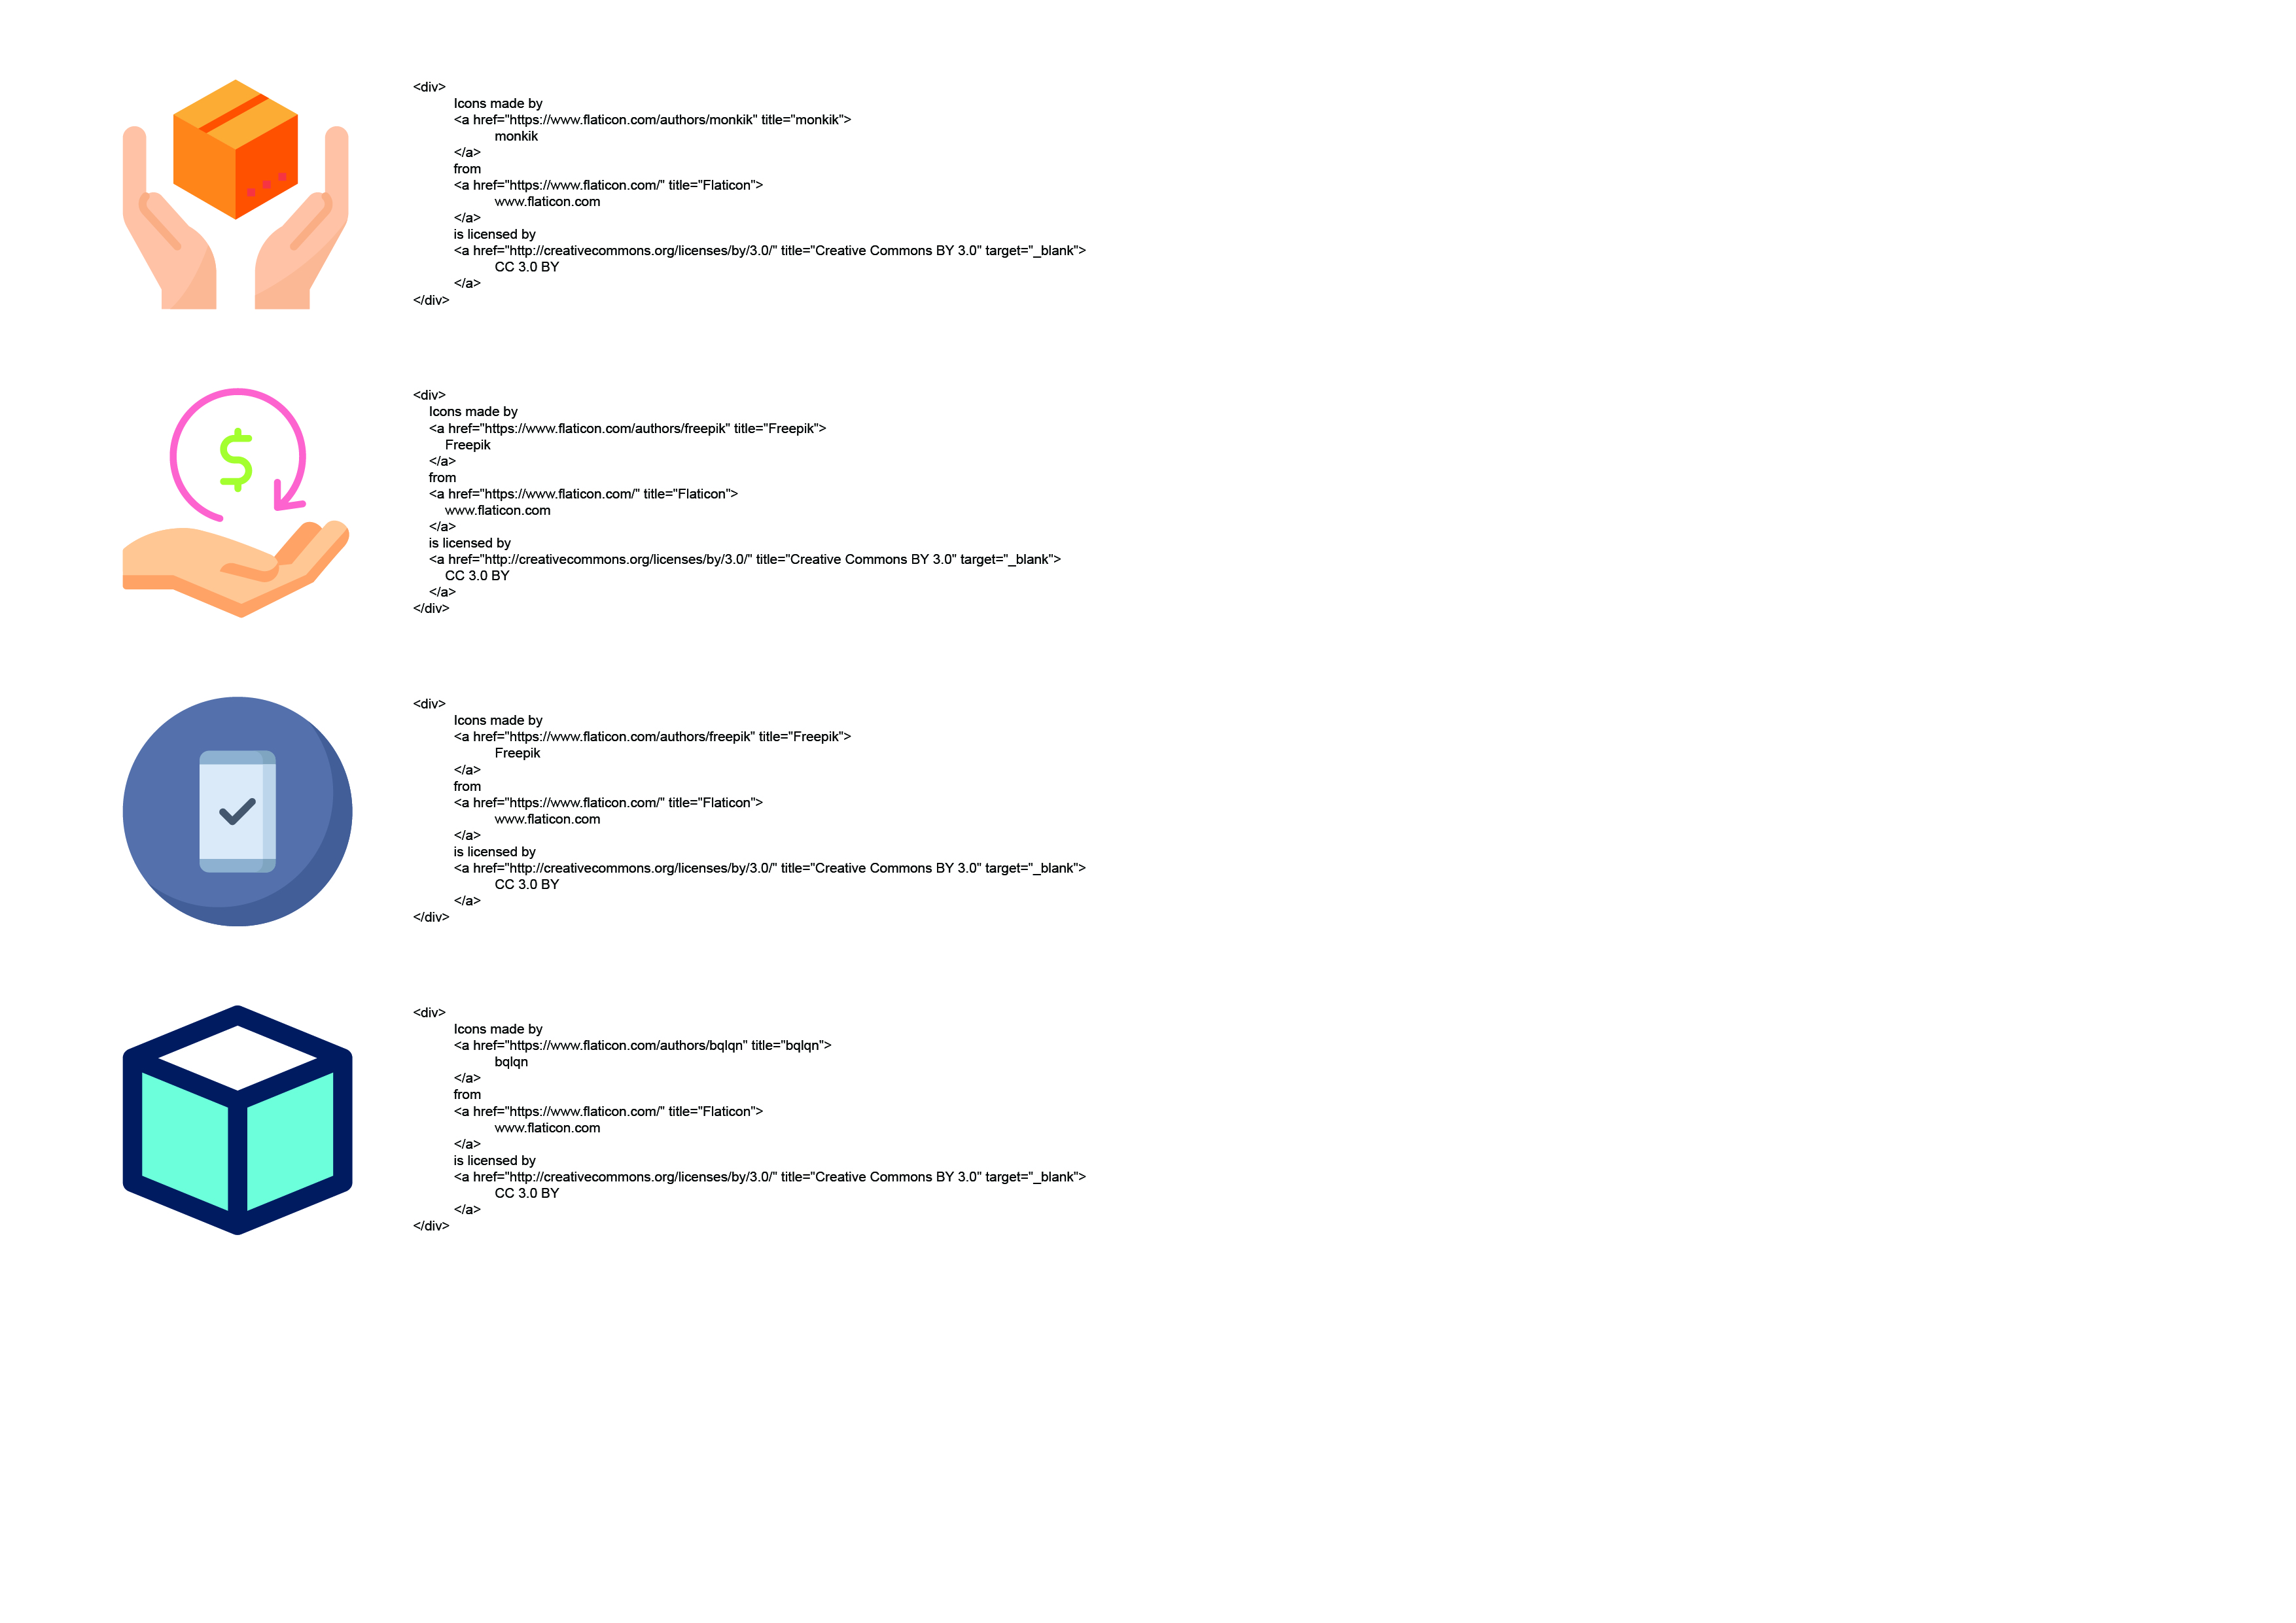 <div>
Icons made by
<a href="https://www.flaticon.com/authors/monkik" title="monkik">
monkik
</a>
from
<a href="https://www.flaticon.com/" title="Flaticon">
www.flaticon.com
</a>
is licensed by
<a href="http://creativecommons.org/licenses/by/3.0/" title="Creative Commons BY 3.0" target="_blank">
CC 3.0 BY
</a>
</div>
$
<div>
Icons made by
<a href="https://www.flaticon.com/authors/freepik" title="Freepik">
Freepik
</a>
from
<a href="https://www.flaticon.com/" title="Flaticon">
www.flaticon.com
</a>
is licensed by
<a href="http://creativecommons.org/licenses/by/3.0/" title="Creative Commons BY 3.0" target="_blank">
CC 3.0 BY
</a>
</div>
<div>
Icons made by
<a href="https://www.flaticon.com/authors/freepik" title="Freepik">
Freepik
</a>
from
<a href="https://www.flaticon.com/" title="Flaticon">
www.flaticon.com
</a>
is licensed by
<a href="http://creativecommons.org/licenses/by/3.0/" title="Creative Commons BY 3.0" target="_blank">
CC 3.0 BY
</a>
</div>
<div>
Icons made by
<a href="https://www.flaticon.com/authors/bqlqn" title="bqlqn">
bqlqn
</a>
from
<a href="https://www.flaticon.com/" title="Flaticon">
www.flaticon.com
</a>
is licensed by
<a href="http://creativecommons.org/licenses/by/3.0/" title="Creative Commons BY 3.0" target="_blank">
CC 3.0 BY
</a>
</div>